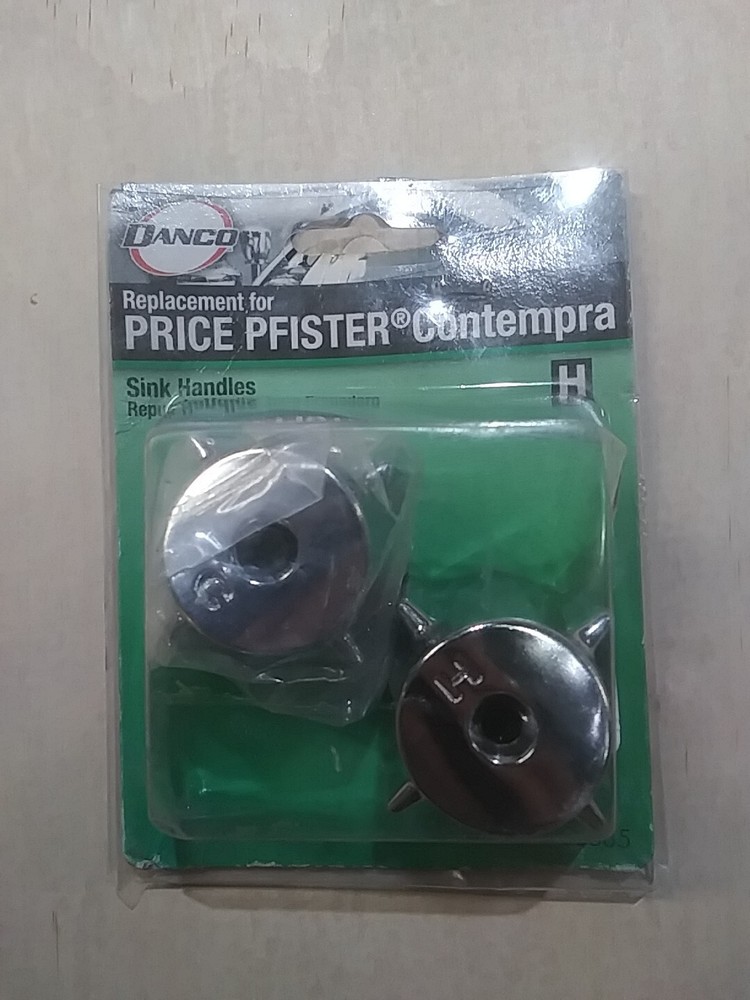 DANCO
Replacement for
PRICE PFISTER® Contempra
Sink Handles
H
C
H